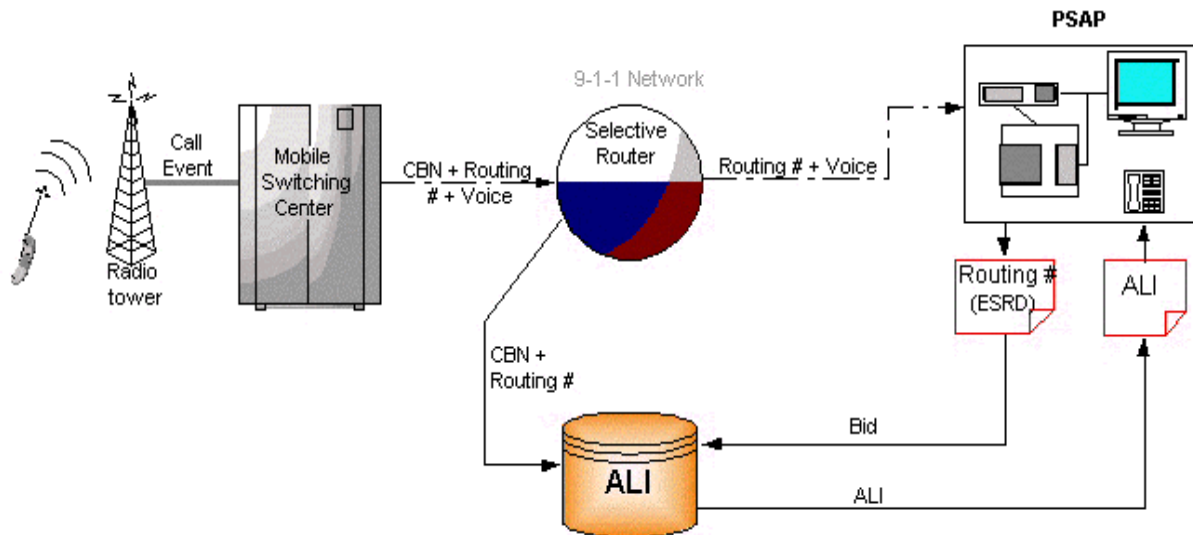 PSAP
9-1-1 Network
Call
Event
Mobile
Switching
Center
CBN + Routing
# + Voice
Selective
Router
Routing # + Voice
Radio
tower
Routing #
(ESRD)
ALI
CBN +
Routing #
Bid
ALI
ALI